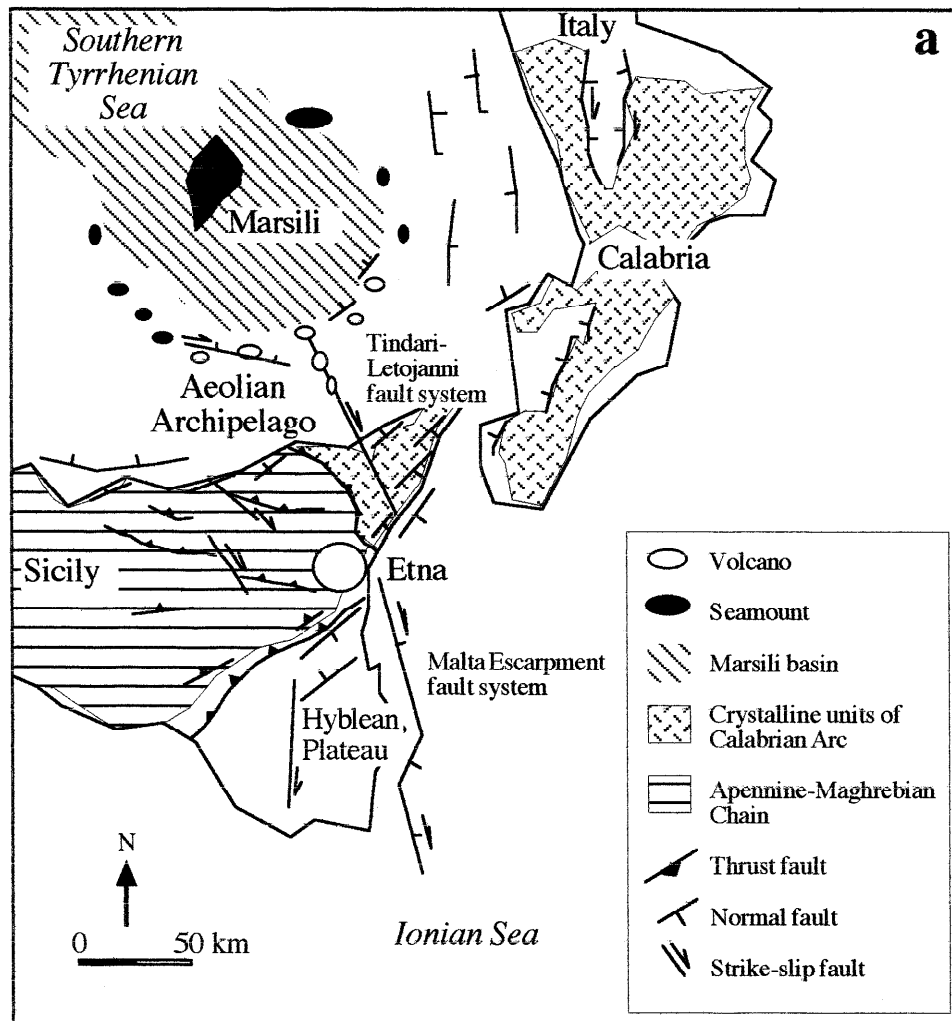 a
Italy
Southern
Tyrrhenian
Sea
Marsili
Calabria
Tindari-
Letojanni
fault system
Aeolian
Archipelago
Sicily
Etna
Malta Escarpment
fault system
Hyblean
Plateau
N
0 50 km
Ionian Sea
Volcano
Seamount
Marsili basin
Crystalline units of
Calabrian Arc
Apennine-Maghrebian
Chain
Thrust fault
Normal fault
Strike-slip fault